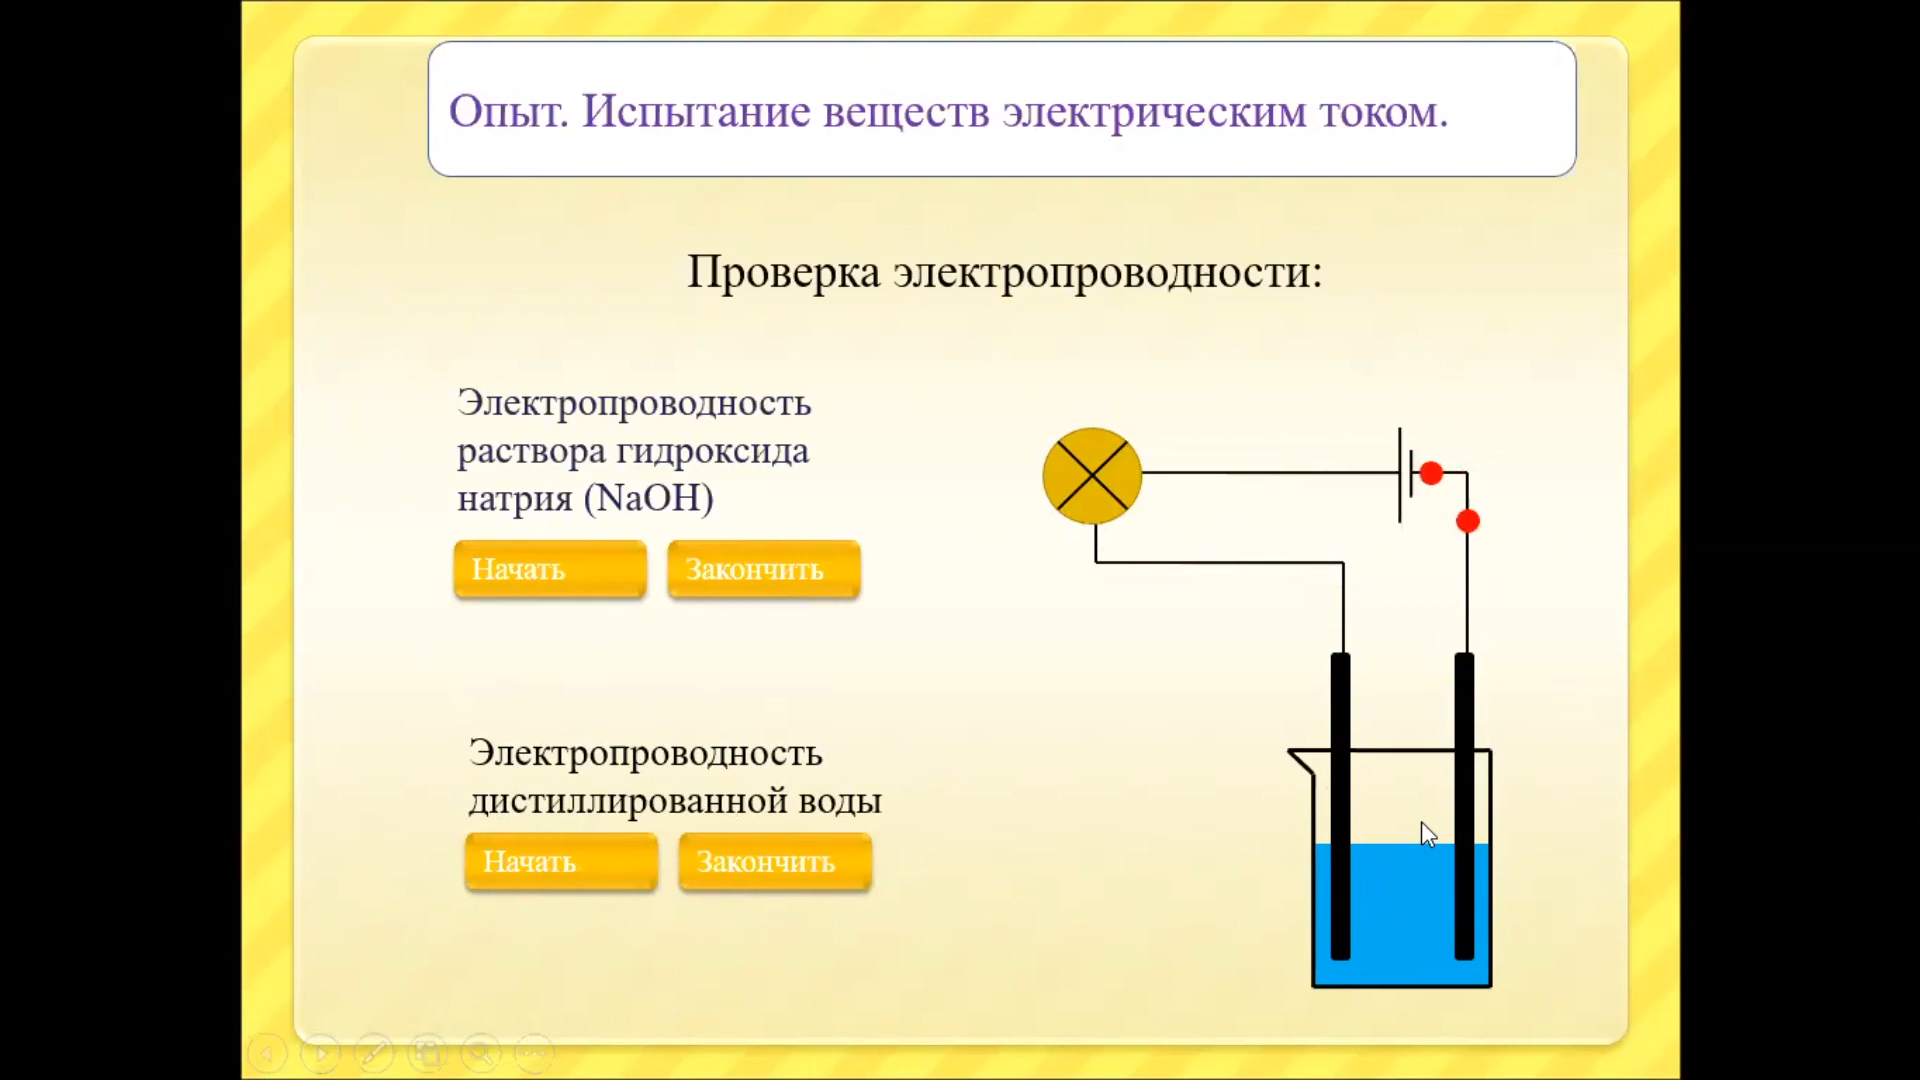 Опыт. Испытание веществ электрическим током.
Проверка электропроводности:
Электропроводность
раствора гидроксида
натрия (NaOH)
Начать Закончить
Электропроводность
дистиллированной воды
Начать Закончить